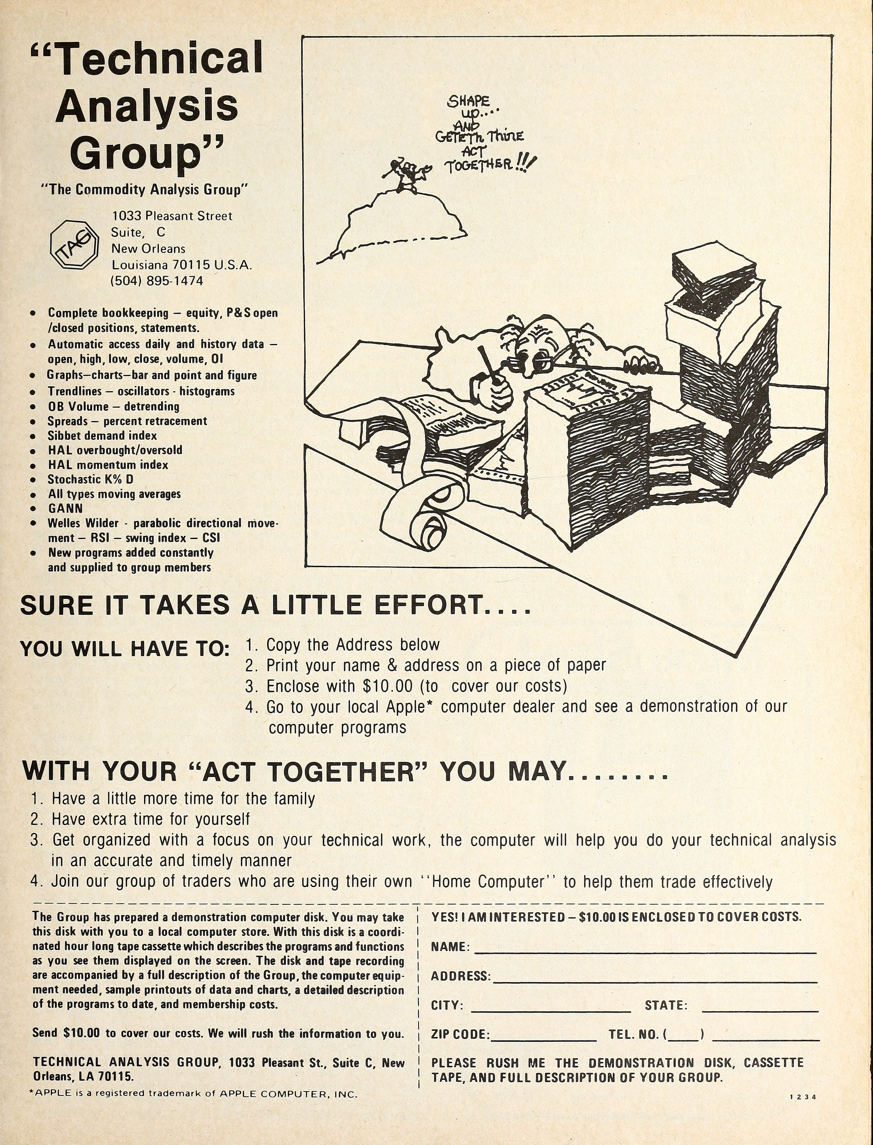 “Technical
Analysis
Group”
“The Commodity Analysis Group”
TAG
1033 Pleasant Street
Suite, C
New Orleans
Louisiana 70115 U.S.A.
(504) 895-1474
• Complete bookkeeping – equity, P&S open
/closed positions, statements.
• Automatic access daily and history data –
open, high, low, close, volume, OI
• Graphs–charts–bar and point and figure
• Trendlines – oscillators - histograms
• OB Volume – detrending
• Spreads – percent retracement
• Sibbet demand index
• HAL overbought/oversold
• HAL momentum index
• Stochastic K% D
• All types moving averages
• GANN
• Welles Wilder - parabolic directional move-
ment – RSI – swing index – CSI
• New programs added constantly
and supplied to group members
SHAPE
up....
AND
GETETh Thine
ACT
TOGETHER!!!
SURE IT TAKES A LITTLE EFFORT....
YOU WILL HAVE TO:
1. Copy the Address below
2. Print your name & address on a piece of paper
3. Enclose with $10.00 (to cover our costs)
4. Go to your local Apple* computer dealer and see a demonstration of our
computer programs
WITH YOUR “ACT TOGETHER” YOU MAY........
1. Have a little more time for the family
2. Have extra time for yourself
3. Get organized with a focus on your technical work, the computer will help you do your technical analysis
in an accurate and timely manner
4. Join our group of traders who are using their own ‘‘Home Computer’’ to help them trade effectively
The Group has prepared a demonstration computer disk. You may take
this disk with you to a local computer store. With this disk is a coordi-
nated hour long tape cassette which describes the programs and functions
as you see them displayed on the screen. The disk and tape recording
are accompanied by a full description of the Group, the computer equip-
ment needed, sample printouts of data and charts, a detailed description
of the programs to date, and membership costs.
Send $10.00 to cover our costs. We will rush the information to you.
TECHNICAL ANALYSIS GROUP, 1033 Pleasant St., Suite C, New
Orleans, LA 70115.
*APPLE is a registered trademark of APPLE COMPUTER, INC.
YES! I AM INTERESTED – $10.00 IS ENCLOSED TO COVER COSTS.
NAME:
ADDRESS:
CITY: STATE:
ZIP CODE: TEL. NO. ( )
PLEASE RUSH ME THE DEMONSTRATION DISK, CASSETTE
TAPE, AND FULL DESCRIPTION OF YOUR GROUP.
1 2 3 4